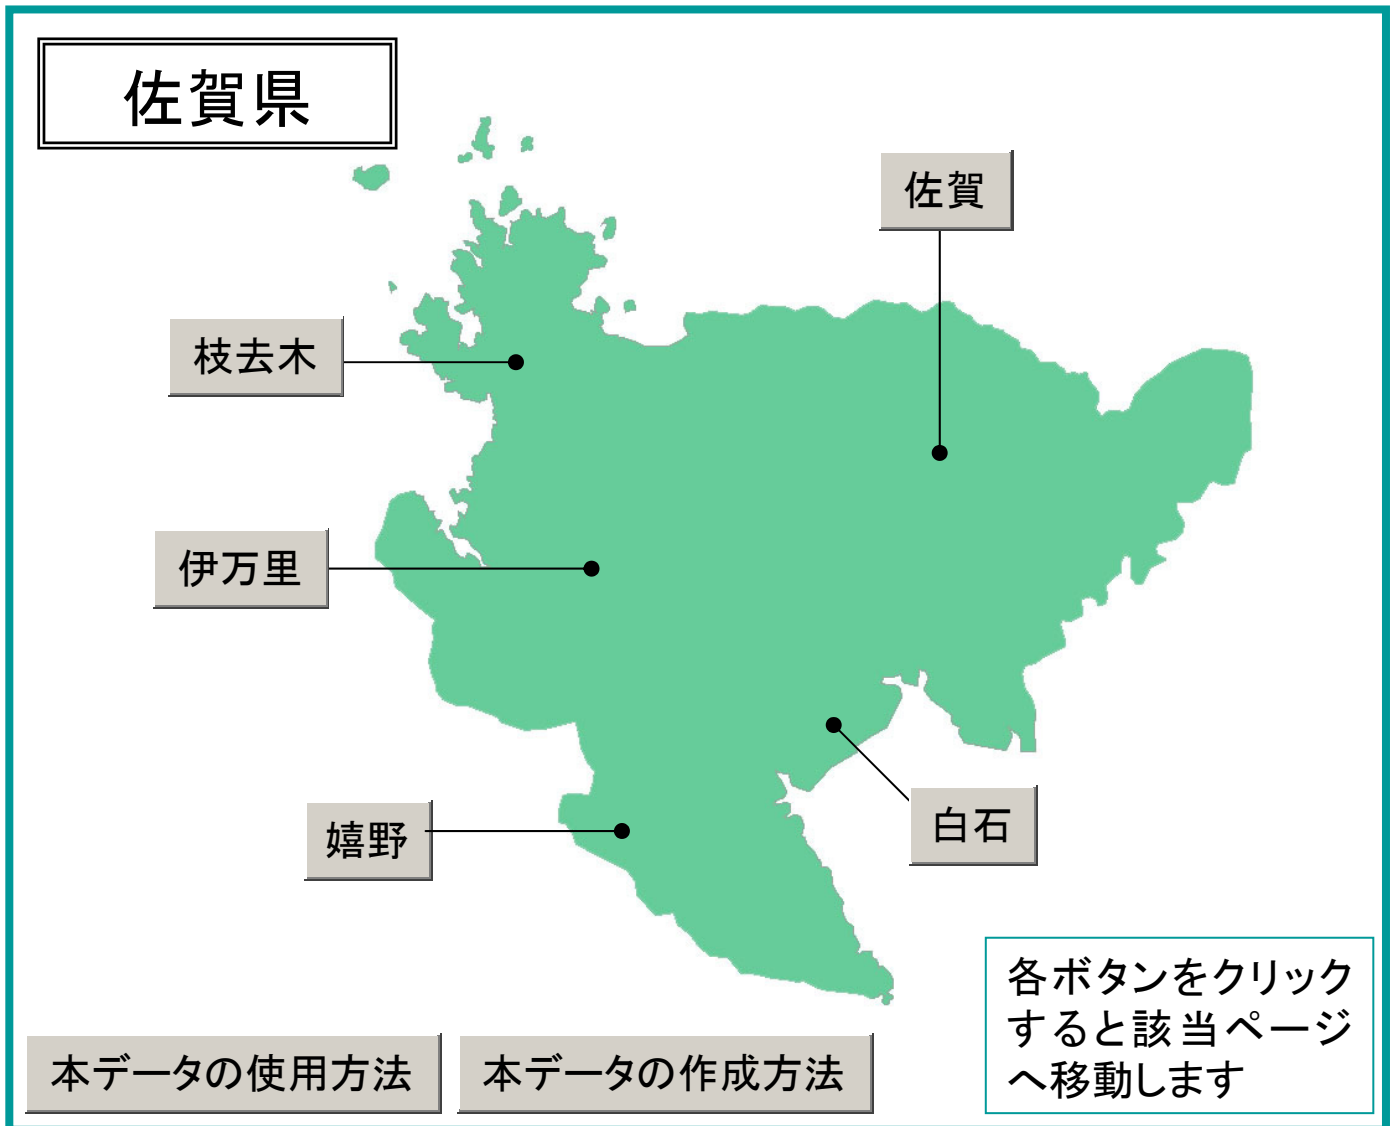 佐賀県
佐賀
枝去木
伊万里
嬉野
白石
各ボタンをクリック
すると該当ページ
へ移動します
本データの使用方法
本データの作成方法